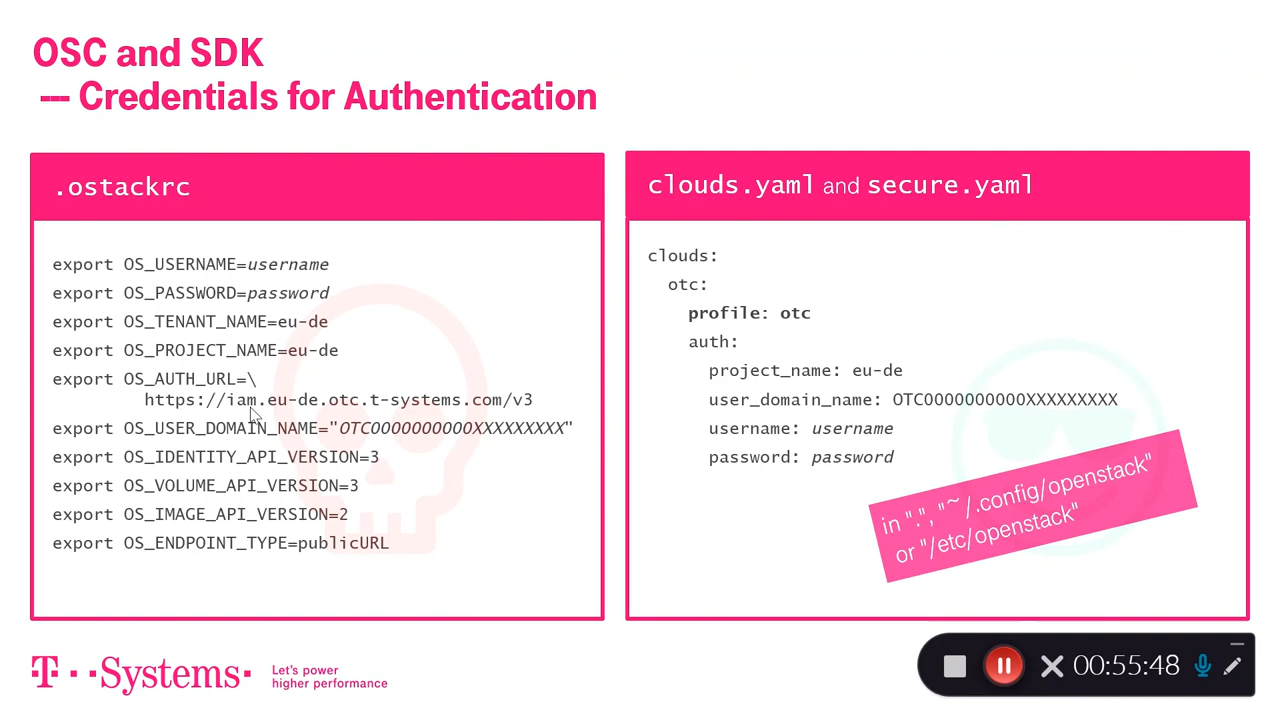 OSC and SDK
--- Credentials for Authentication
.ostackrc
export OS_USERNAME=username
export OS_PASSWORD=password
export OS_TENANT_NAME=eu-de
export OS_PROJECT_NAME=eu-de
export OS_AUTH_URL=\
https://iam.eu-de.otc.t-systems.com/v3
export OS_USER_DOMAIN_NAME="OTC0000000000XXXXXXXXX"
export OS_IDENTITY_API_VERSION=3
export OS_VOLUME_API_VERSION=3
export OS_IMAGE_API_VERSION=2
export OS_ENDPOINT_TYPE=publicURL
clouds.yaml and secure.yaml
clouds:
otc:
profile: otc
auth:
project_name: eu-de
user_domain_name: OTC0000000000XXXXXXXXX
username: username
password: password
in ".", "~/.config/openstack"
or "/etc/openstack"
T··Systems·
Let's power
higher performance
00:55:48